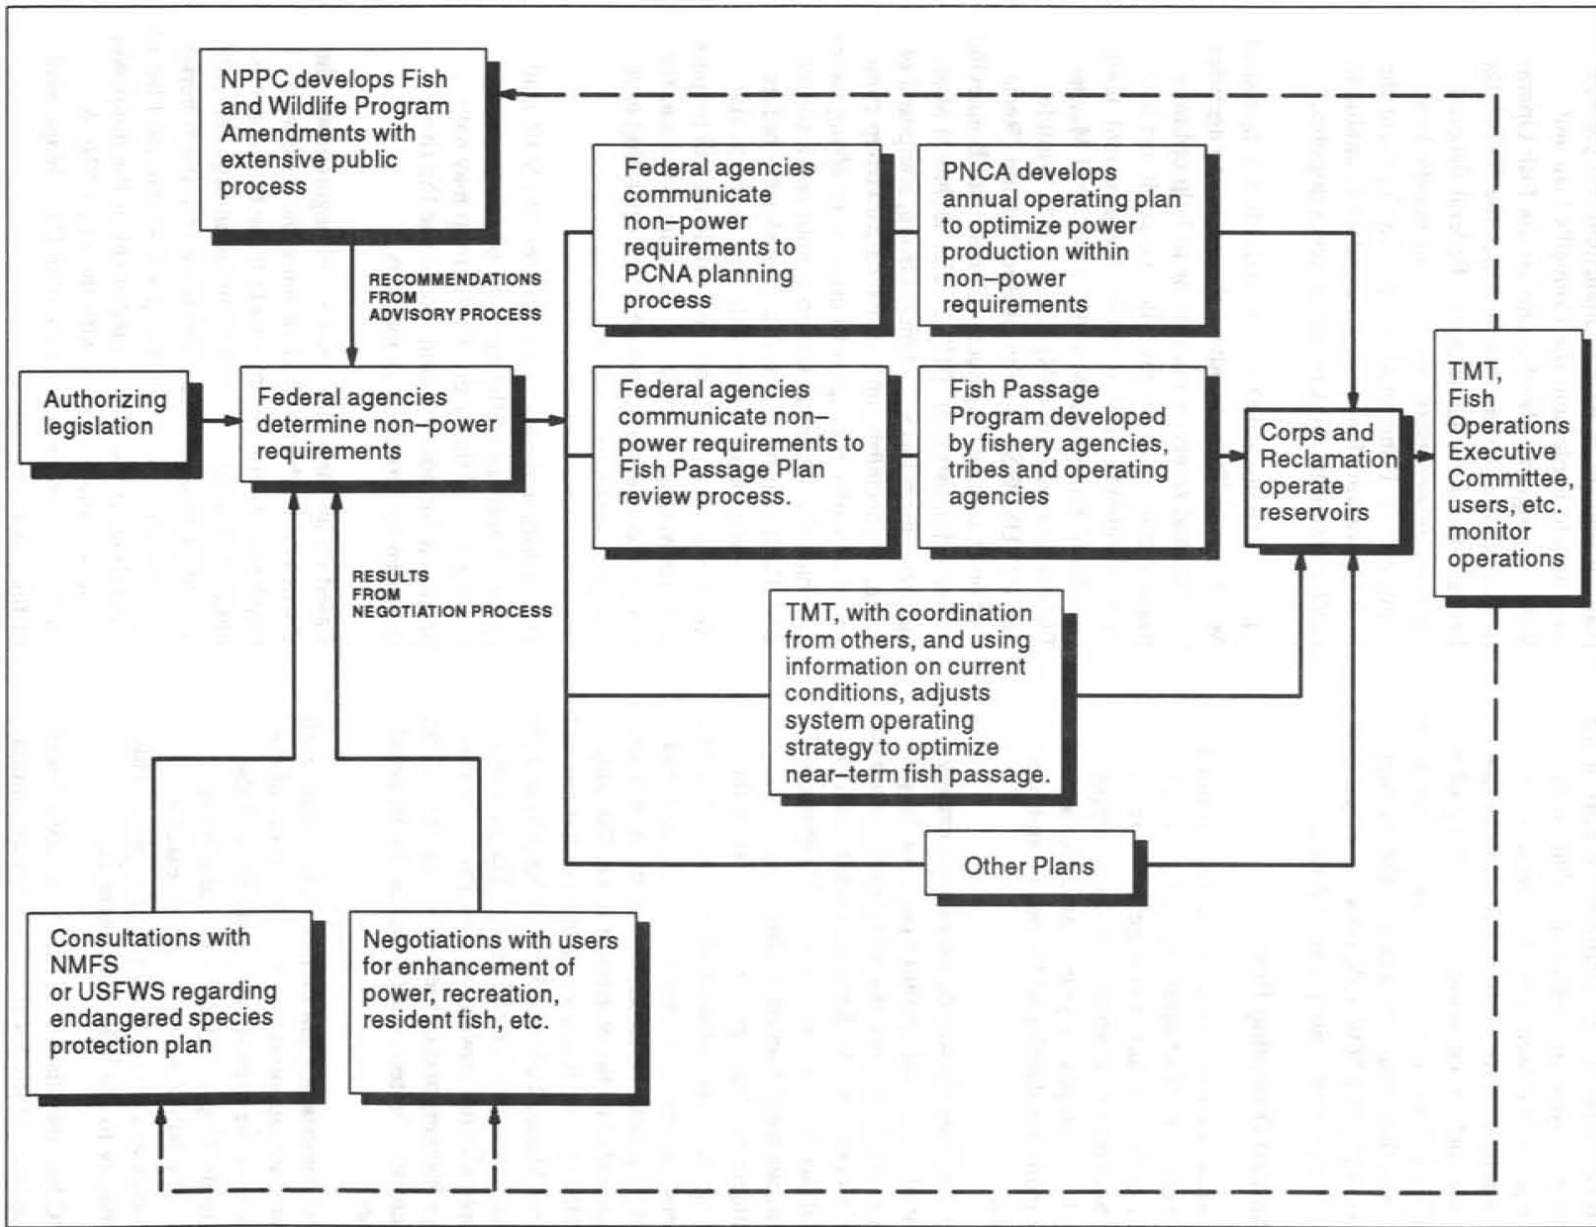 NPPC develops Fish
and Wildlife Program
Amendments with
extensive public
process
Federal agencies
communicate
non–power
requirements to
PCNA planning
process
PNCA develops
annual operating plan
to optimize power
production within
non–power
requirements
RECOMMENDATIONS
FROM
ADVISORY PROCESS
Authorizing
legislation
Federal agencies
determine non–power
requirements
Federal agencies
communicate non–
power requirements to
Fish Passage Plan
review process.
Fish Passage
Program developed
by fishery agencies,
tribes and operating
agencies
Corps and
Reclamation
operate
reservoirs
TMT,
Fish
Operations
Executive
Committee,
users, etc.
monitor
operations
RESULTS
FROM
NEGOTIATION PROCESS
TMT, with coordination
from others, and using
information on current
conditions, adjusts
system operating
strategy to optimize
near–term fish passage.
Other Plans
Consultations with
NMFS
or USFWS regarding
endangered species
protection plan
Negotiations with users
for enhancement of
power, recreation,
resident fish, etc.